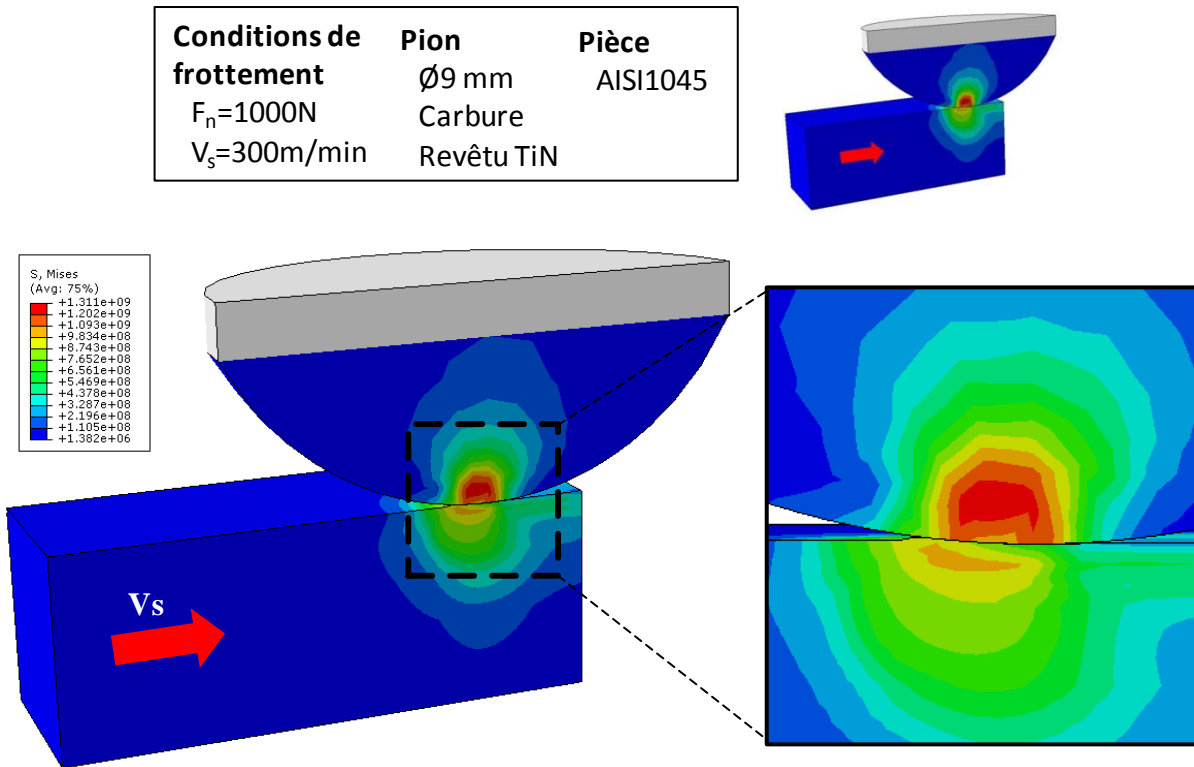 Conditions de
frottement
F_n=1000N
V_s=300m/min
Pion
Ø9 mm
Carbure
Revêtu TiN
Pièce
AISI1045
S, Mises
(Avg: 75%)
+1.311e+09
+1.202e+09
+1.093e+09
+9.834e+08
+8.743e+08
+7.652e+08
+6.561e+08
+5.469e+08
+4.378e+08
+3.287e+08
+2.196e+08
+1.105e+08
+1.382e+06
Vs